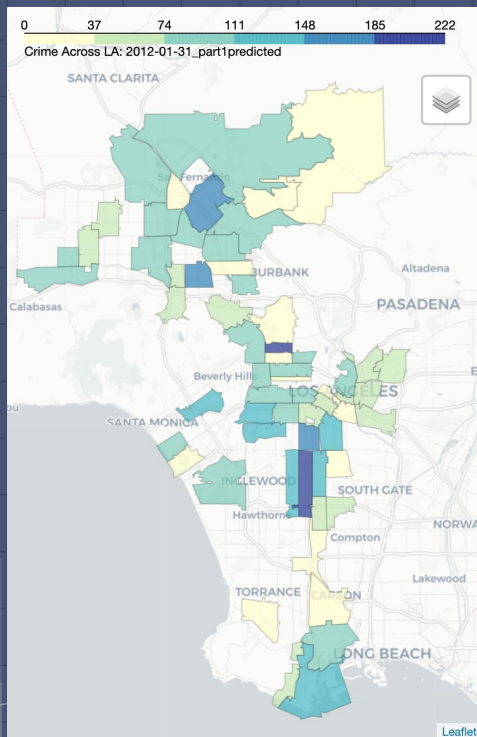 0 37 74 111 148 185 222
Crime Across LA: 2012-01-31_part1predicted
SANTA CLARITA
San Fernando
BURBANK
Altadena
Calabasas
PASADENA
Beverly Hills
LOS ANGELES
SANTA MONICA
INGLEWOOD
SOUTH GATE
Hawthorne
NORWA
Compton
Lakewood
TORRANCE
CARSON
LONG BEACH
Leaflet